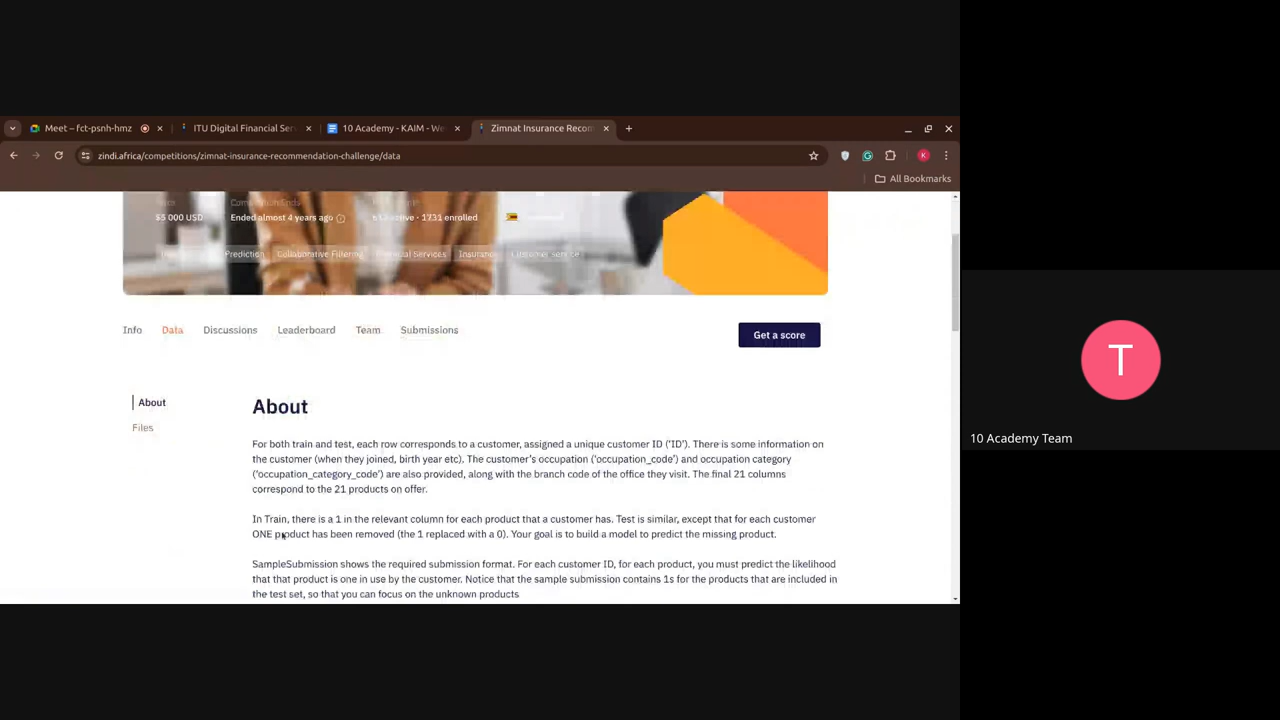 Meet – fct-psnh-hmz
ITU Digital Financial Ser
10 Academy - KAIM - We
Zimnat Insurance Recom
zindi.africa/competitions/zimnat-insurance-recommendation-challenge/data
K
All Bookmarks
$5 000 USD
Ended almost 4 years ago
active · 1731 enrolled
Prediction
Collaborative Filtering
Financial Services
Insurance
Customer service
Info
Data
Discussions
Leaderboard
Team
Submissions
Get a score
About
Files
About
For both train and test, each row corresponds to a customer, assigned a unique customer ID ('ID'). There is some information on
the customer (when they joined, birth year etc). The customer's occupation ('occupation_code') and occupation category
('occupation_category_code') are also provided, along with the branch code of the office they visit. The final 21 columns
correspond to the 21 products on offer.
In Train, there is a 1 in the relevant column for each product that a customer has. Test is similar, except that for each customer
ONE product has been removed (the 1 replaced with a 0). Your goal is to build a model to predict the missing product.
SampleSubmission shows the required submission format. For each customer ID, for each product, you must predict the likelihood
that that product is one in use by the customer. Notice that the sample submission contains 1s for the products that are included in
the test set, so that you can focus on the unknown products
T
10 Academy Team